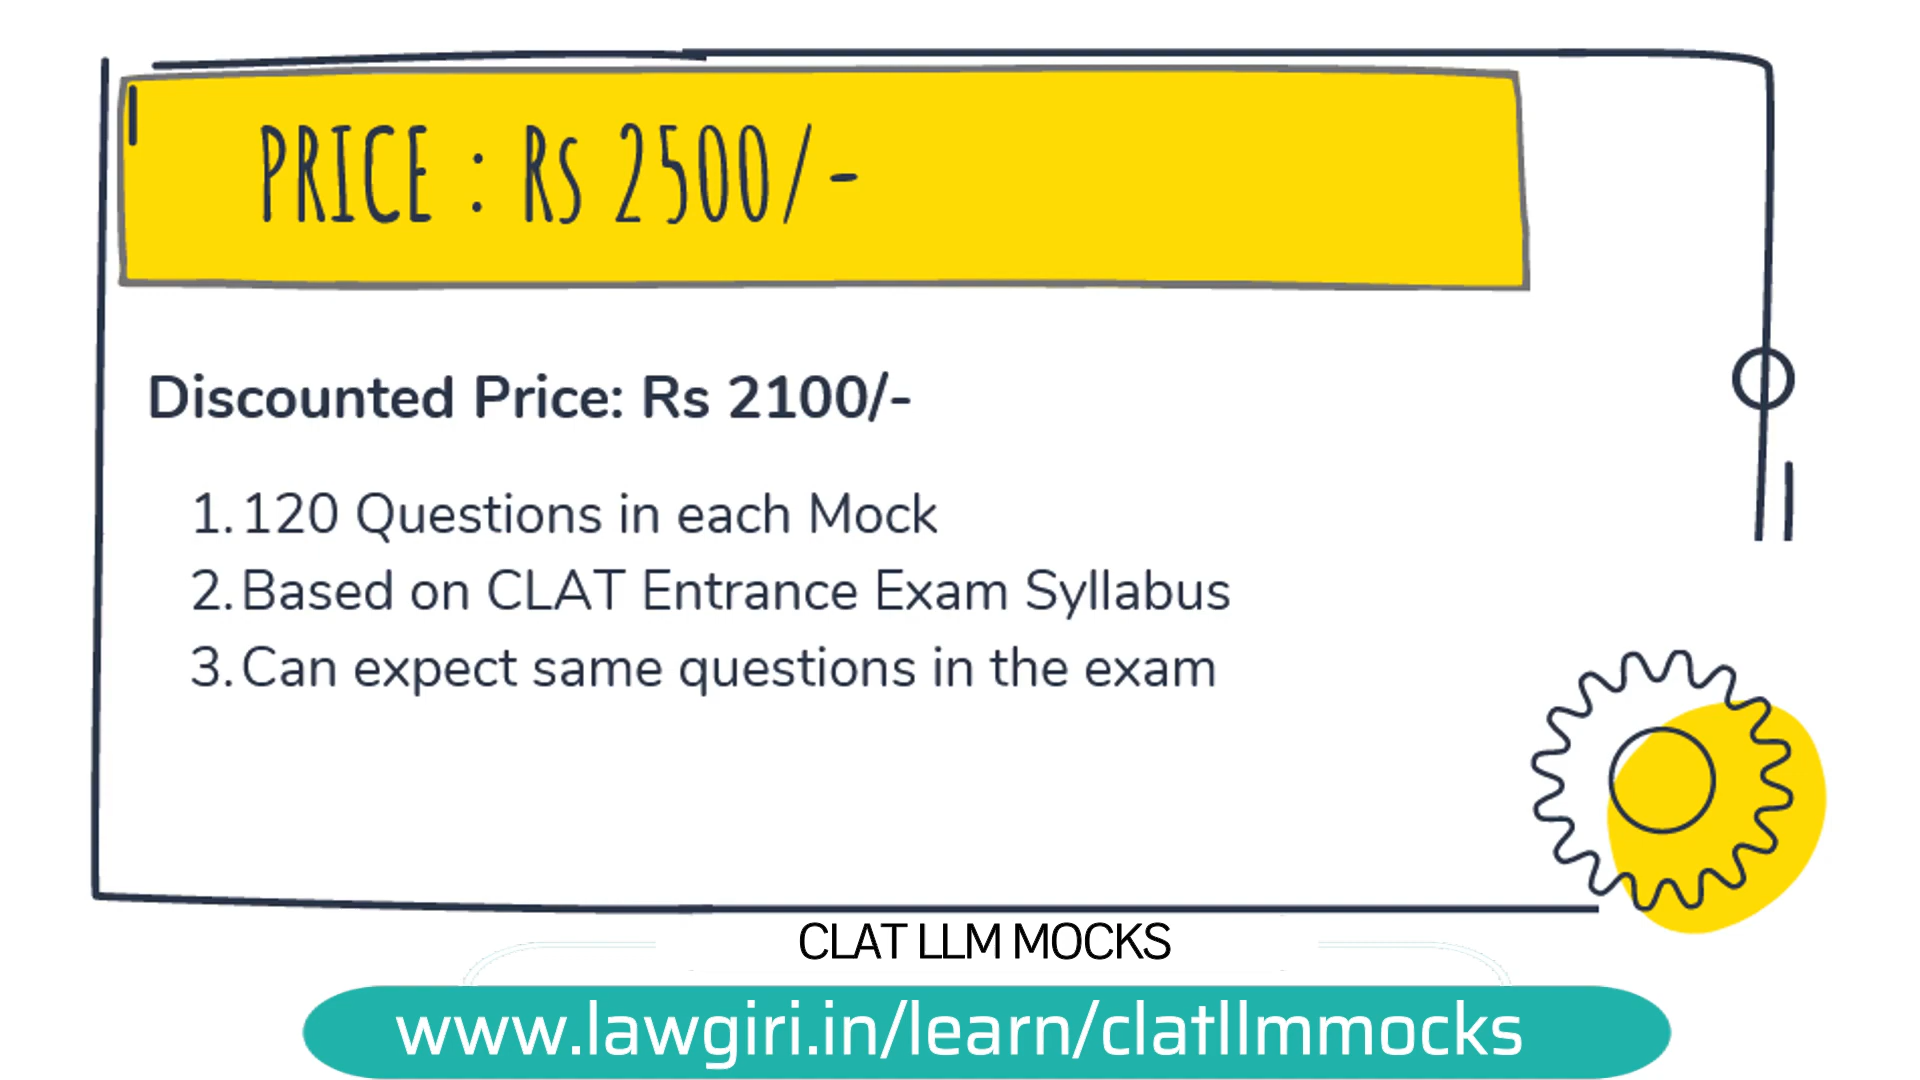 PRICE : Rs 2500/-
Discounted Price: Rs 2100/-
1. 120 Questions in each Mock
2. Based on CLAT Entrance Exam Syllabus
3. Can expect same questions in the exam
CLAT LLM MOCKS
www.lawgiri.in/learn/clatllmmocks